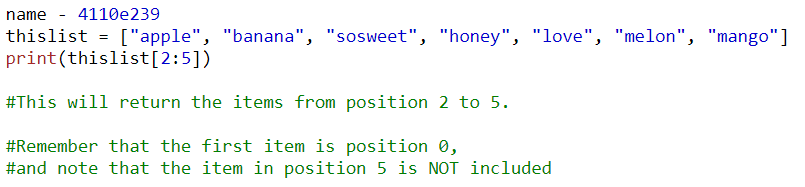 name - 4110e239
thislist = ["apple", "banana", "sosweet", "honey", "love", "melon", "mango"]
print(thislist[2:5])
#This will return the items from position 2 to 5.
#Remember that the first item is position 0,
#and note that the item in position 5 is NOT included